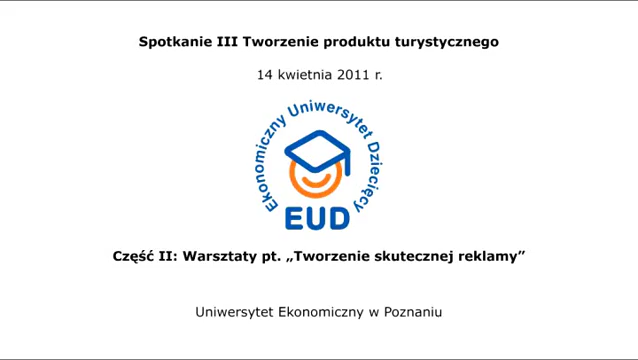 Spotkanie III Tworzenie produktu turystycznego
14 kwietnia 2011 r.
Ekonomiczny Uniwersytet Dziecięcy
EUD
Część II: Warsztaty pt. „Tworzenie skutecznej reklamy”
Uniwersytet Ekonomiczny w Poznaniu